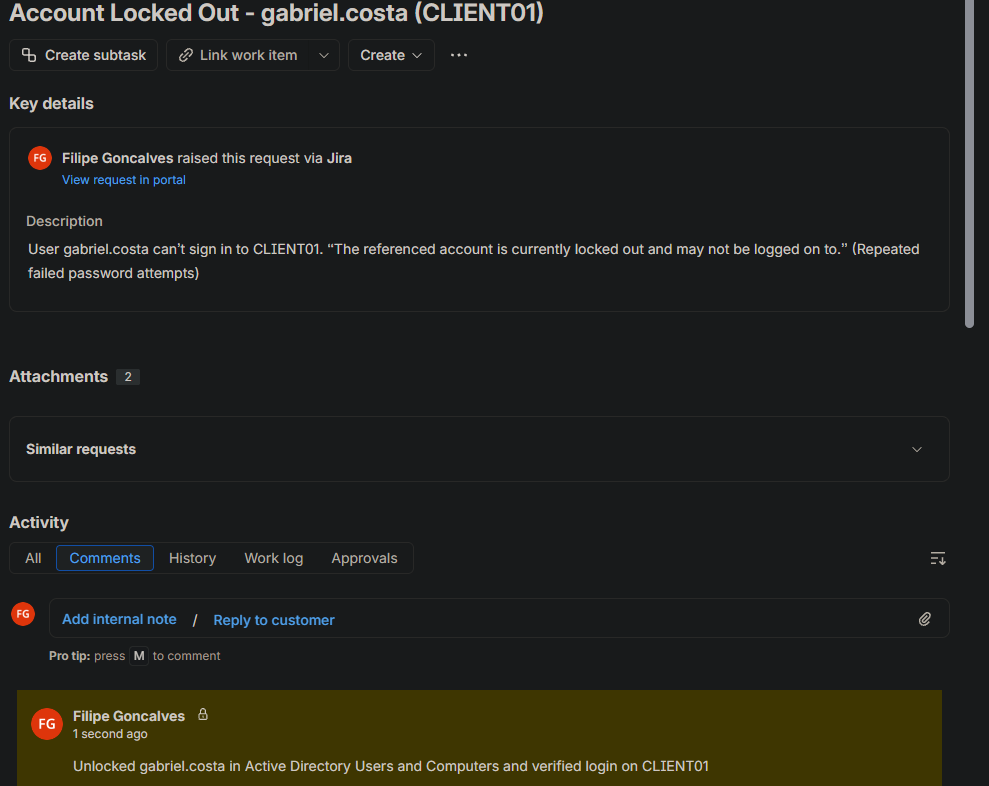 Account Locked Out - gabriel.costa (CLIENT01)
Create subtask
Link work item
Create
Key details
FG
Filipe Goncalves raised this request via Jira
View request in portal
Description
User gabriel.costa can't sign in to CLIENT01. “The referenced account is currently locked out and may not be logged on to.” (Repeated
failed password attempts)
Attachments 2
Similar requests
Activity
All Comments History Work log Approvals
FG
Add internal note / Reply to customer
Pro tip: press M to comment
FG
Filipe Goncalves
1 second ago
Unlocked gabriel.costa in Active Directory Users and Computers and verified login on CLIENT01